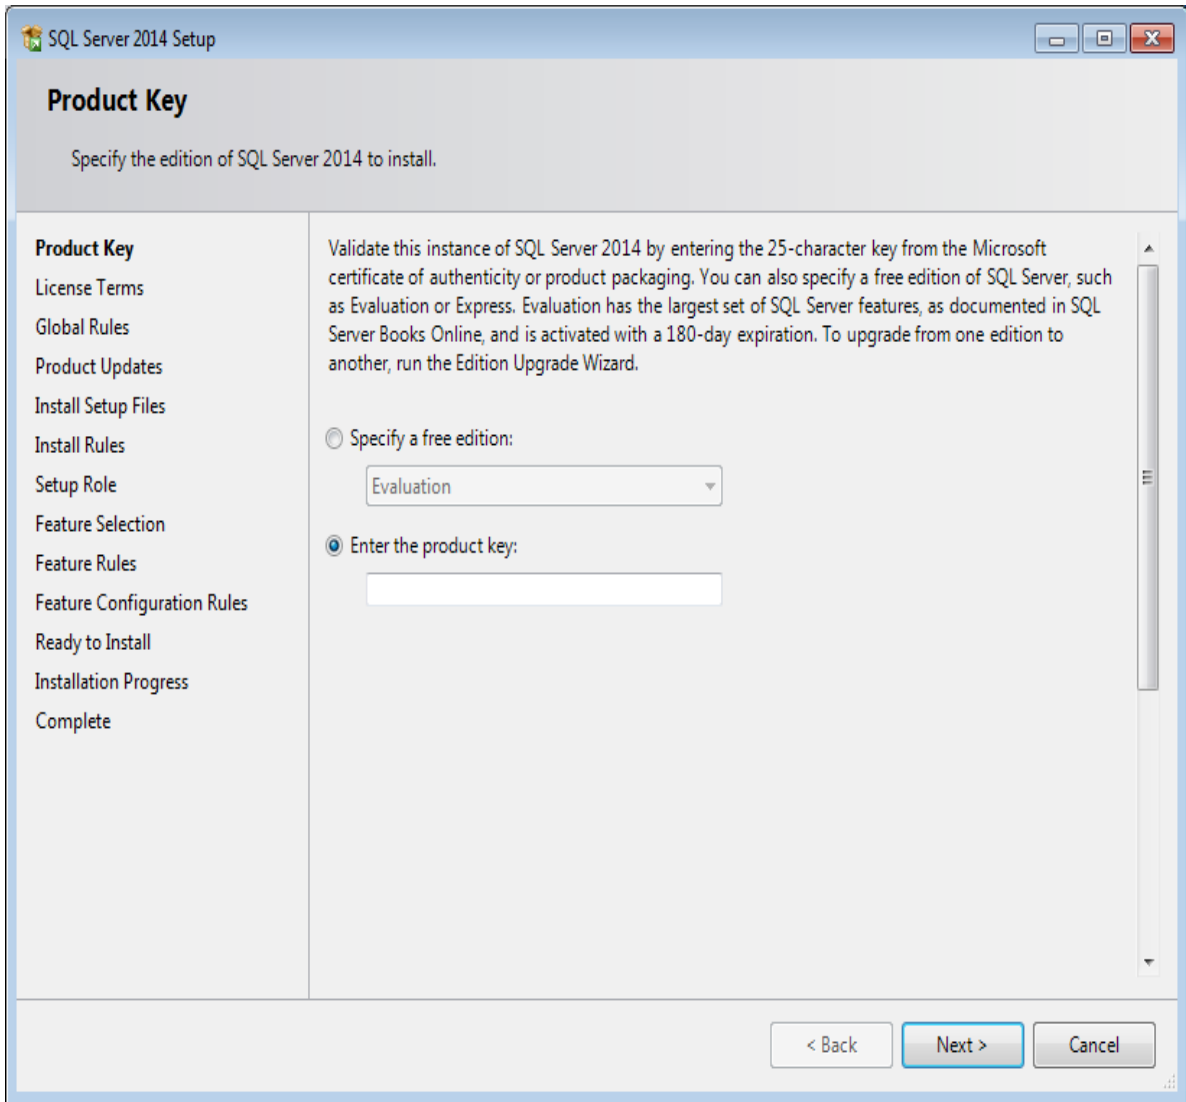 SQL Server 2014 Setup
Product Key
Specify the edition of SQL Server 2014 to install.
Product Key
License Terms
Global Rules
Product Updates
Install Setup Files
Install Rules
Setup Role
Feature Selection
Feature Rules
Feature Configuration Rules
Ready to Install
Installation Progress
Complete
Validate this instance of SQL Server 2014 by entering the 25-character key from the Microsoft
certificate of authenticity or product packaging. You can also specify a free edition of SQL Server, such
as Evaluation or Express. Evaluation has the largest set of SQL Server features, as documented in SQL
Server Books Online, and is activated with a 180-day expiration. To upgrade from one edition to
another, run the Edition Upgrade Wizard.
Specify a free edition:
Evaluation
Enter the product key:
< Back
Next >
Cancel